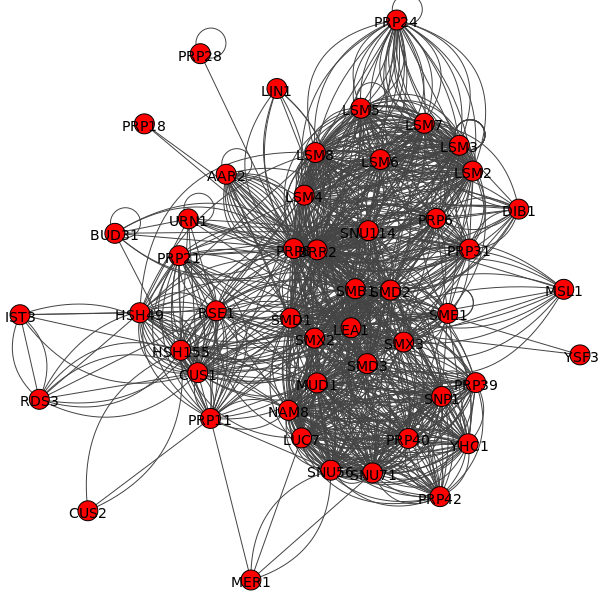 PRP24
PRP28
LIN1
LSM5
LSM7
PRP18
LSM3
LSM8
LSM6
LSM2
AAR2
LSM4
DIB1
PRP6
URN1
SNU114
BUD31
PRP8
BRR2
PRP31
PRP21
SMB1
SMD2
MSL1
HSH49
RSE1
SME1
IST3
SMD1
LEA1
SMX2
SMX3
HSH155
YSF3
SMD3
CUS1
MUD1
PRP39
SNP1
RDS3
NAM8
PRP11
LUC7
PRP40
YHC1
SNU56
SNU71
PRP42
CUS2
MER1